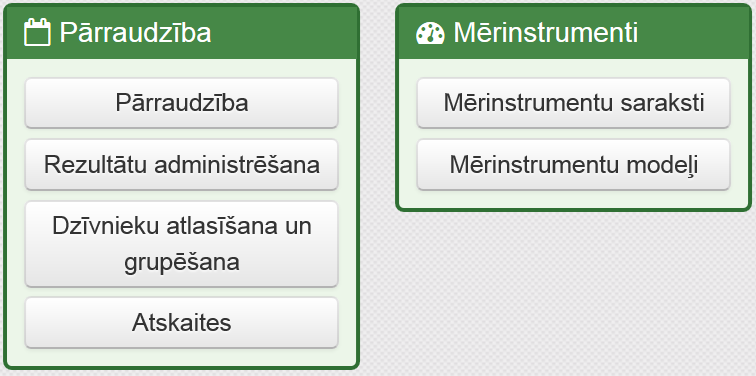 Pārraudzība
Pārraudzība
Rezultātu administrēšana
Dzīvnieku atlasīšana un
grupēšana
Atskaites
Mērinstrumenti
Mērinstrumentu saraksti
Mērinstrumentu modeļi